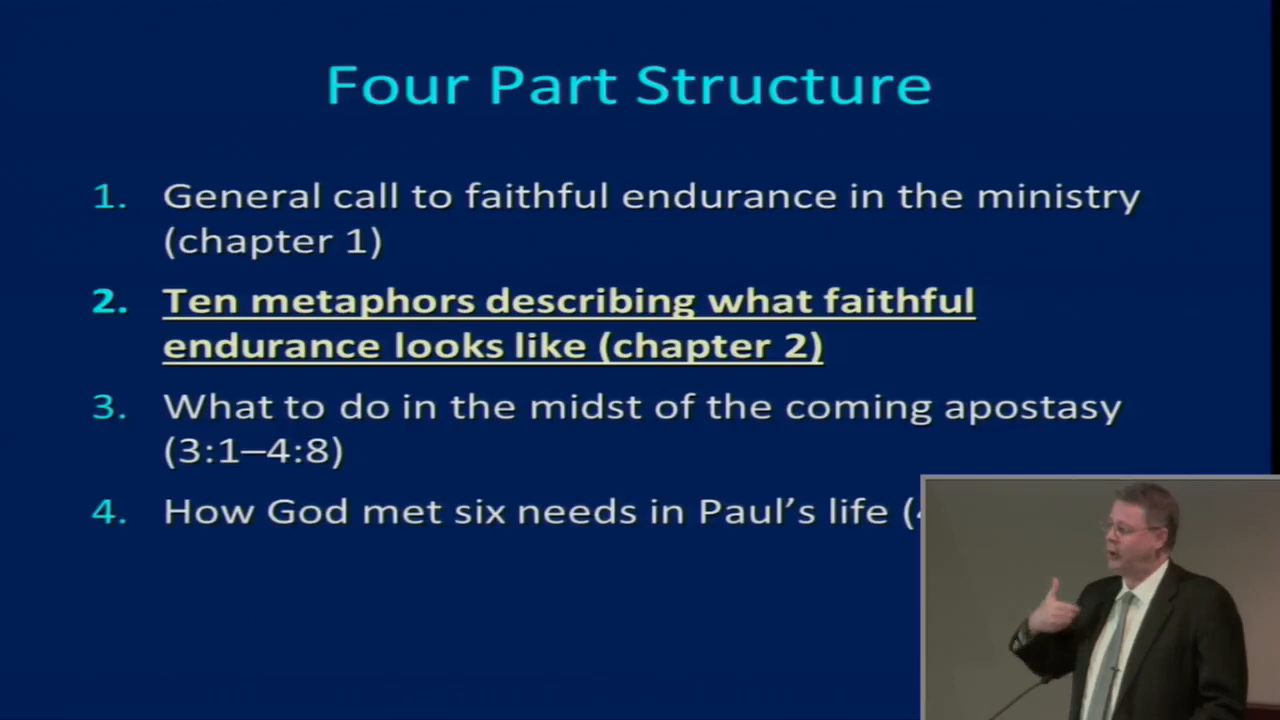 Four Part Structure
1. General call to faithful endurance in the ministry
(chapter 1)
2. Ten metaphors describing what faithful
endurance looks like (chapter 2)
3. What to do in the midst of the coming apostasy
(3:1–4:8)
4. How God met six needs in Paul’s life (